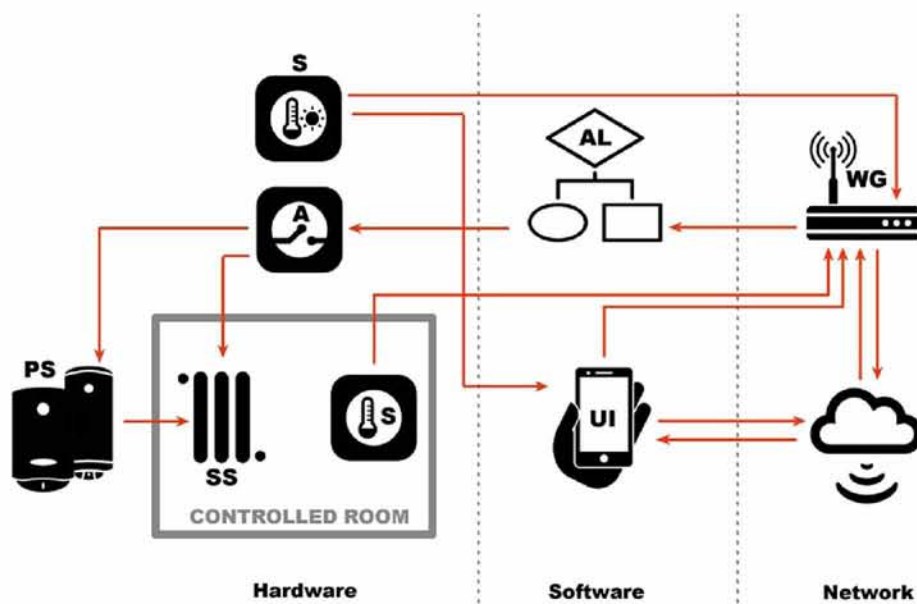 S
AL
WG
A
PS
S
UI
SS
CONTROLLED ROOM
Hardware
Software
Network